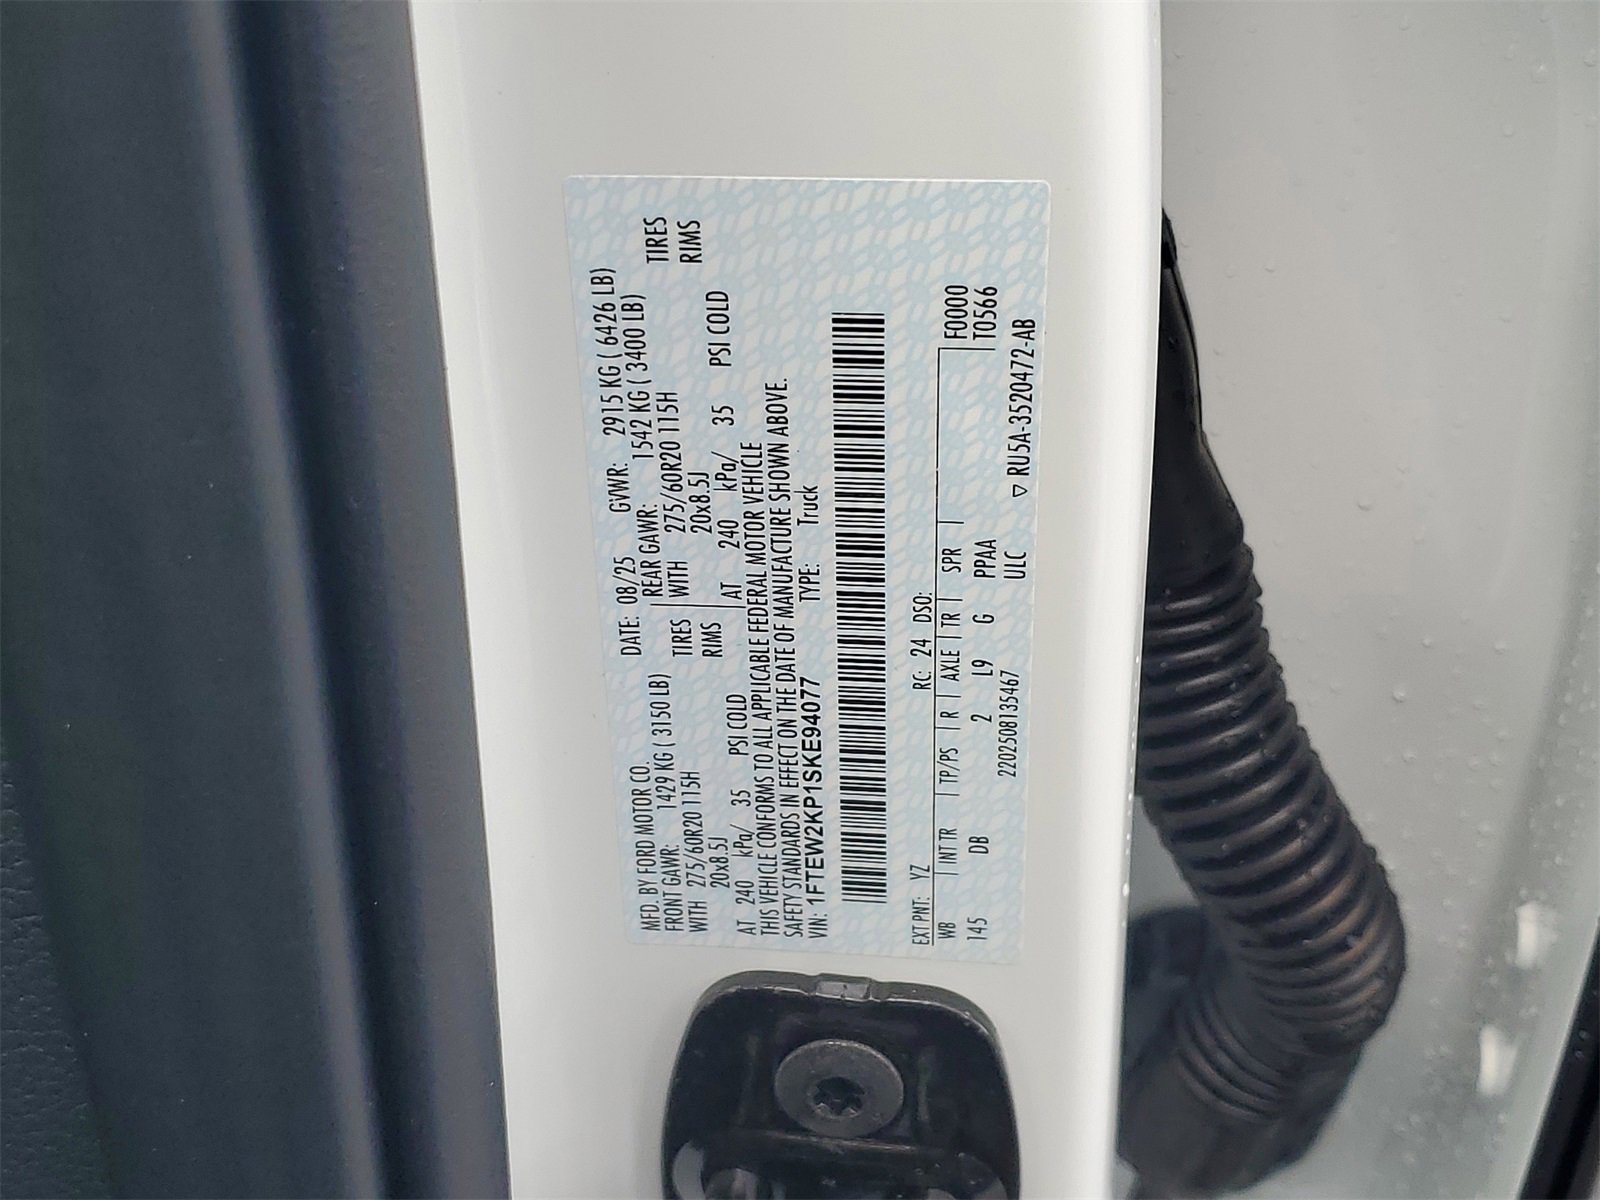 MFD. BY FORD MOTOR CO.
DATE: 08/25 GVWR: 2915 KG ( 6426 LB)
FRONT GAWR: 1429 KG ( 3150 LB) REAR GAWR: 1542 KG ( 3400 LB)
WITH 275/60R20 115H TIRES WITH 275/60R20 115H TIRES
20x8.5J RIMS 20x8.5J RIMS
AT 240 kPa/ 35 PSI COLD AT 240 kPa/ 35 PSI COLD
THIS VEHICLE CONFORMS TO ALL APPLICABLE FEDERAL MOTOR VEHICLE
SAFETY STANDARDS IN EFFECT ON THE DATE OF MANUFACTURE SHOWN ABOVE.
VIN: 1FTEW2KP1SKE94077 TYPE: Truck
EXT PNT: YZ RC: 24 DSO:
WB INT TR TP/PS R AXLE TR SPR F0000
145 DB 2 L9 G PPAA T0566
2202508135467 ULC ▽ RU5A-3520472-AB